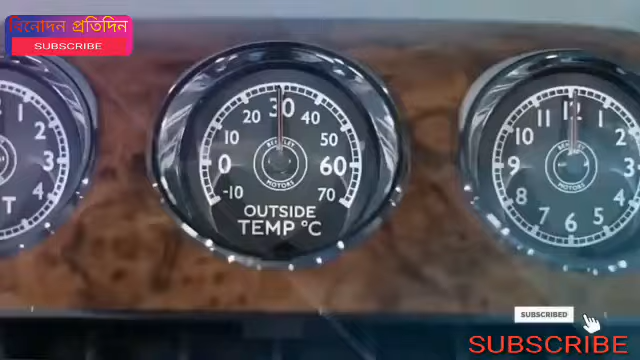 বিনোদন প্রতিদিন
SUBSCRIBE
1
2
3
4
T
-10
0
10
20
30
40
50
60
70
BENTLEY
MOTORS
OUTSIDE
TEMP °C
12
1
2
3
4
5
6
7
8
9
10
11
BENTLEY
MOTORS
SUBSCRIBED
SUBSCRIBE